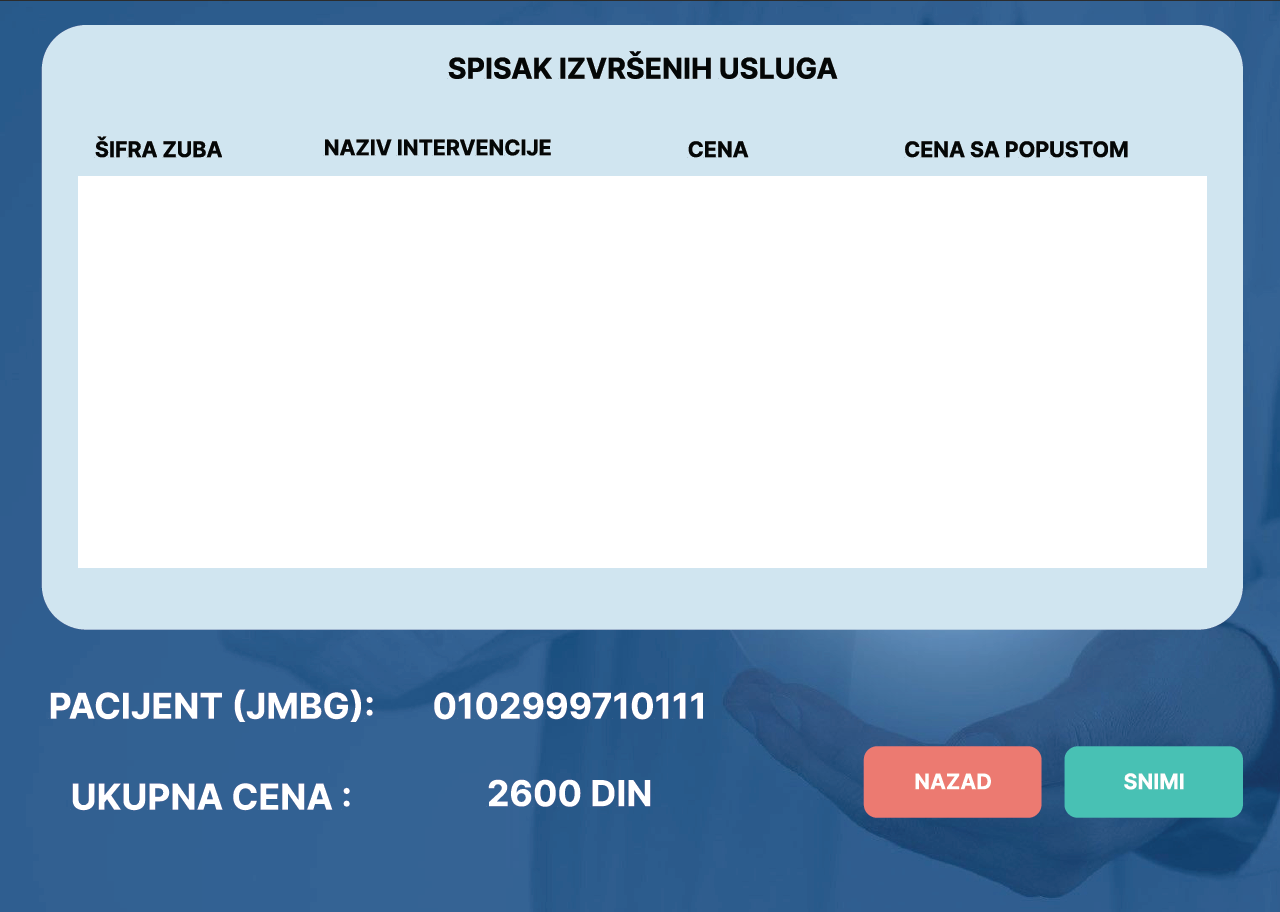 SPISAK IZVRŠENIH USLUGA
ŠIFRA ZUBA NAZIV INTERVENCIJE CENA CENA SA POPUSTOM
PACIJENT (JMBG): 0102999710111
UKUPNA CENA : 2600 DIN
NAZAD SNIMI